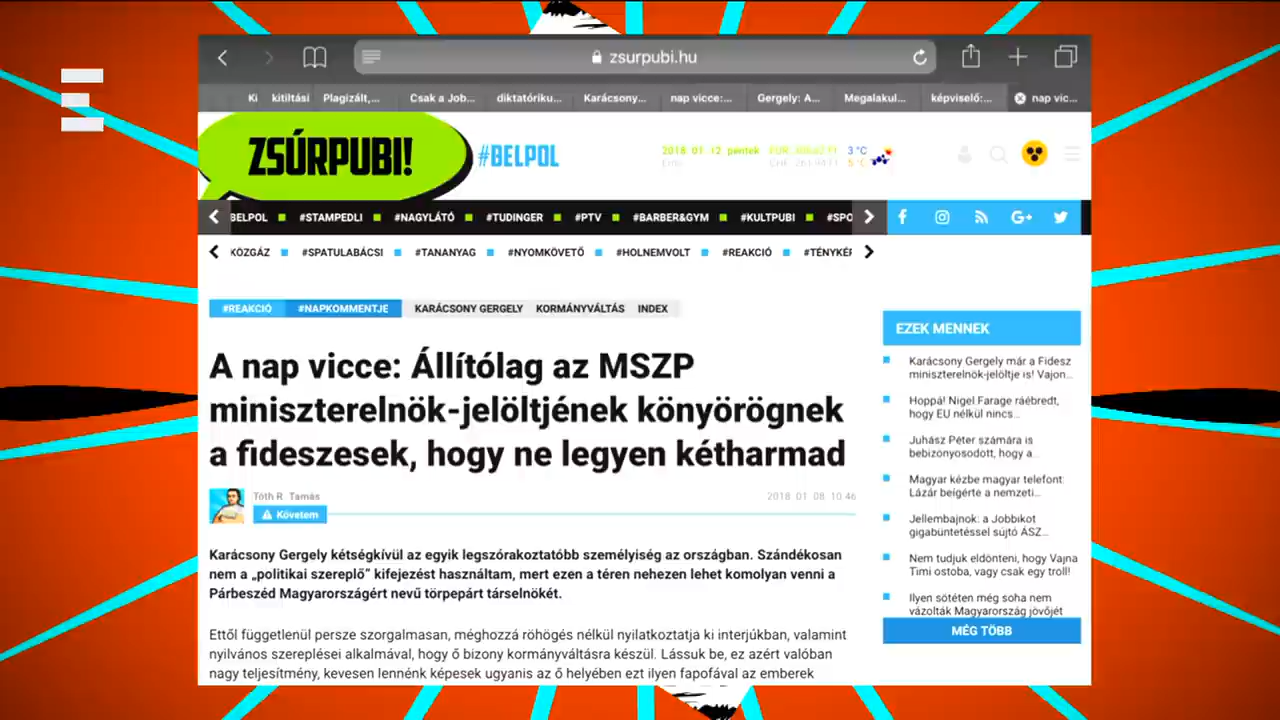 zsurpubi.hu
Ki kitiltási Plagizált,... Csak a Job... diktatóriku... Karácsony... nap vicce:... Gergely: A... Megalakul... képviselő:... nap vic...
ZSÚRPUBI! #BELPOL
2018. 01. 12. péntek
3 °C
BELPOL #STAMPEDLI #NAGYLÁTÓ #TUDINGER #PTV #BARBER&GYM #KULTPUBI #SPO
KÖZGÁZ #SPATULABÁCSI #TANANYAG #NYOMKÖVETŐ #HOLNEMVOLT #REAKCIÓ #TÉNYKÉP
#REAKCIÓ #NAPKOMMENTJE KARÁCSONY GERGELY KORMÁNYVÁLTÁS INDEX
A nap vicce: Állítólag az MSZP
miniszterelnök-jelöltjének könyörögnek
a fideszesek, hogy ne legyen kétharmad
Tóth R. Tamás
2018. 01. 08. 10:46
Követem
Karácsony Gergely kétségkívül az egyik legszórakoztatóbb személyiség az országban. Szándékosan
nem a „politikai szereplő” kifejezést használtam, mert ezen a téren nehezen lehet komolyan venni a
Párbeszéd Magyarországért nevű törpepárt társelnökét.
Ettől függetlenül persze szorgalmasan, méghozzá röhögés nélkül nyilatkoztatja ki interjúkban, valamint
nyilvános szereplései alkalmával, hogy ő bizony kormányváltásra készül. Lássuk be, ez azért valóban
nagy teljesítmény, kevesen lennénk képesek ugyanis az ő helyében ezt ilyen fapofával az emberek
EZEK MENNEK
Karácsony Gergely már a Fidesz
miniszterelnök-jelöltje is! Vajon...
Hoppá! Nigel Farage ráébredt,
hogy EU nélkül nincs...
Juhász Péter számára is
bebizonyosodott, hogy a...
Magyar kézbe magyar telefont:
Lázár beígérte a nemzeti...
Jellembajnok: a Jobbikot
gigabüntetéssel sújtó ÁSZ...
Nem tudjuk eldönteni, hogy Vajna
Timi ostoba, vagy csak egy troll!
Ilyen sötéten még soha nem
vázolták Magyarország jövőjét
MÉG TÖBB